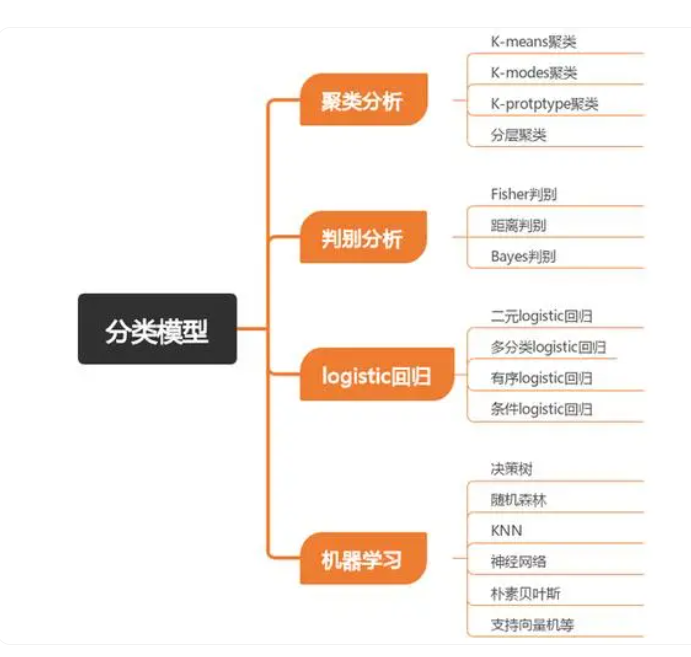 分类模型
聚类分析
K-means聚类
K-modes聚类
K-protptype聚类
分层聚类
判别分析
Fisher判别
距离判别
Bayes判别
logistic回归
二元logistic回归
多分类logistic回归
有序logistic回归
条件logistic回归
机器学习
决策树
随机森林
KNN
神经网络
朴素贝叶斯
支持向量机等